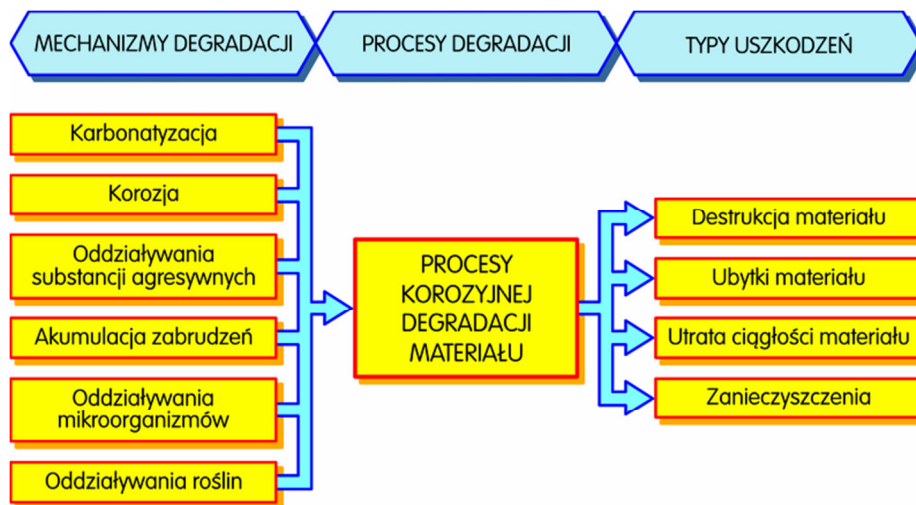 MECHANIZMY DEGRADACJI
PROCESY DEGRADACJI
TYPY USZKODZEŃ
Karbonatyzacja
Korozja
Oddziaływania
substancji agresywnych
Akumulacja zabrudzeń
Oddziaływania
mikroorganizmów
Oddziaływania roślin
PROCESY
KOROZYJNEJ
DEGRADACJI
MATERIAŁU
Destrukcja materiału
Ubytki materiału
Utrata ciągłości materiału
Zanieczyszczenia